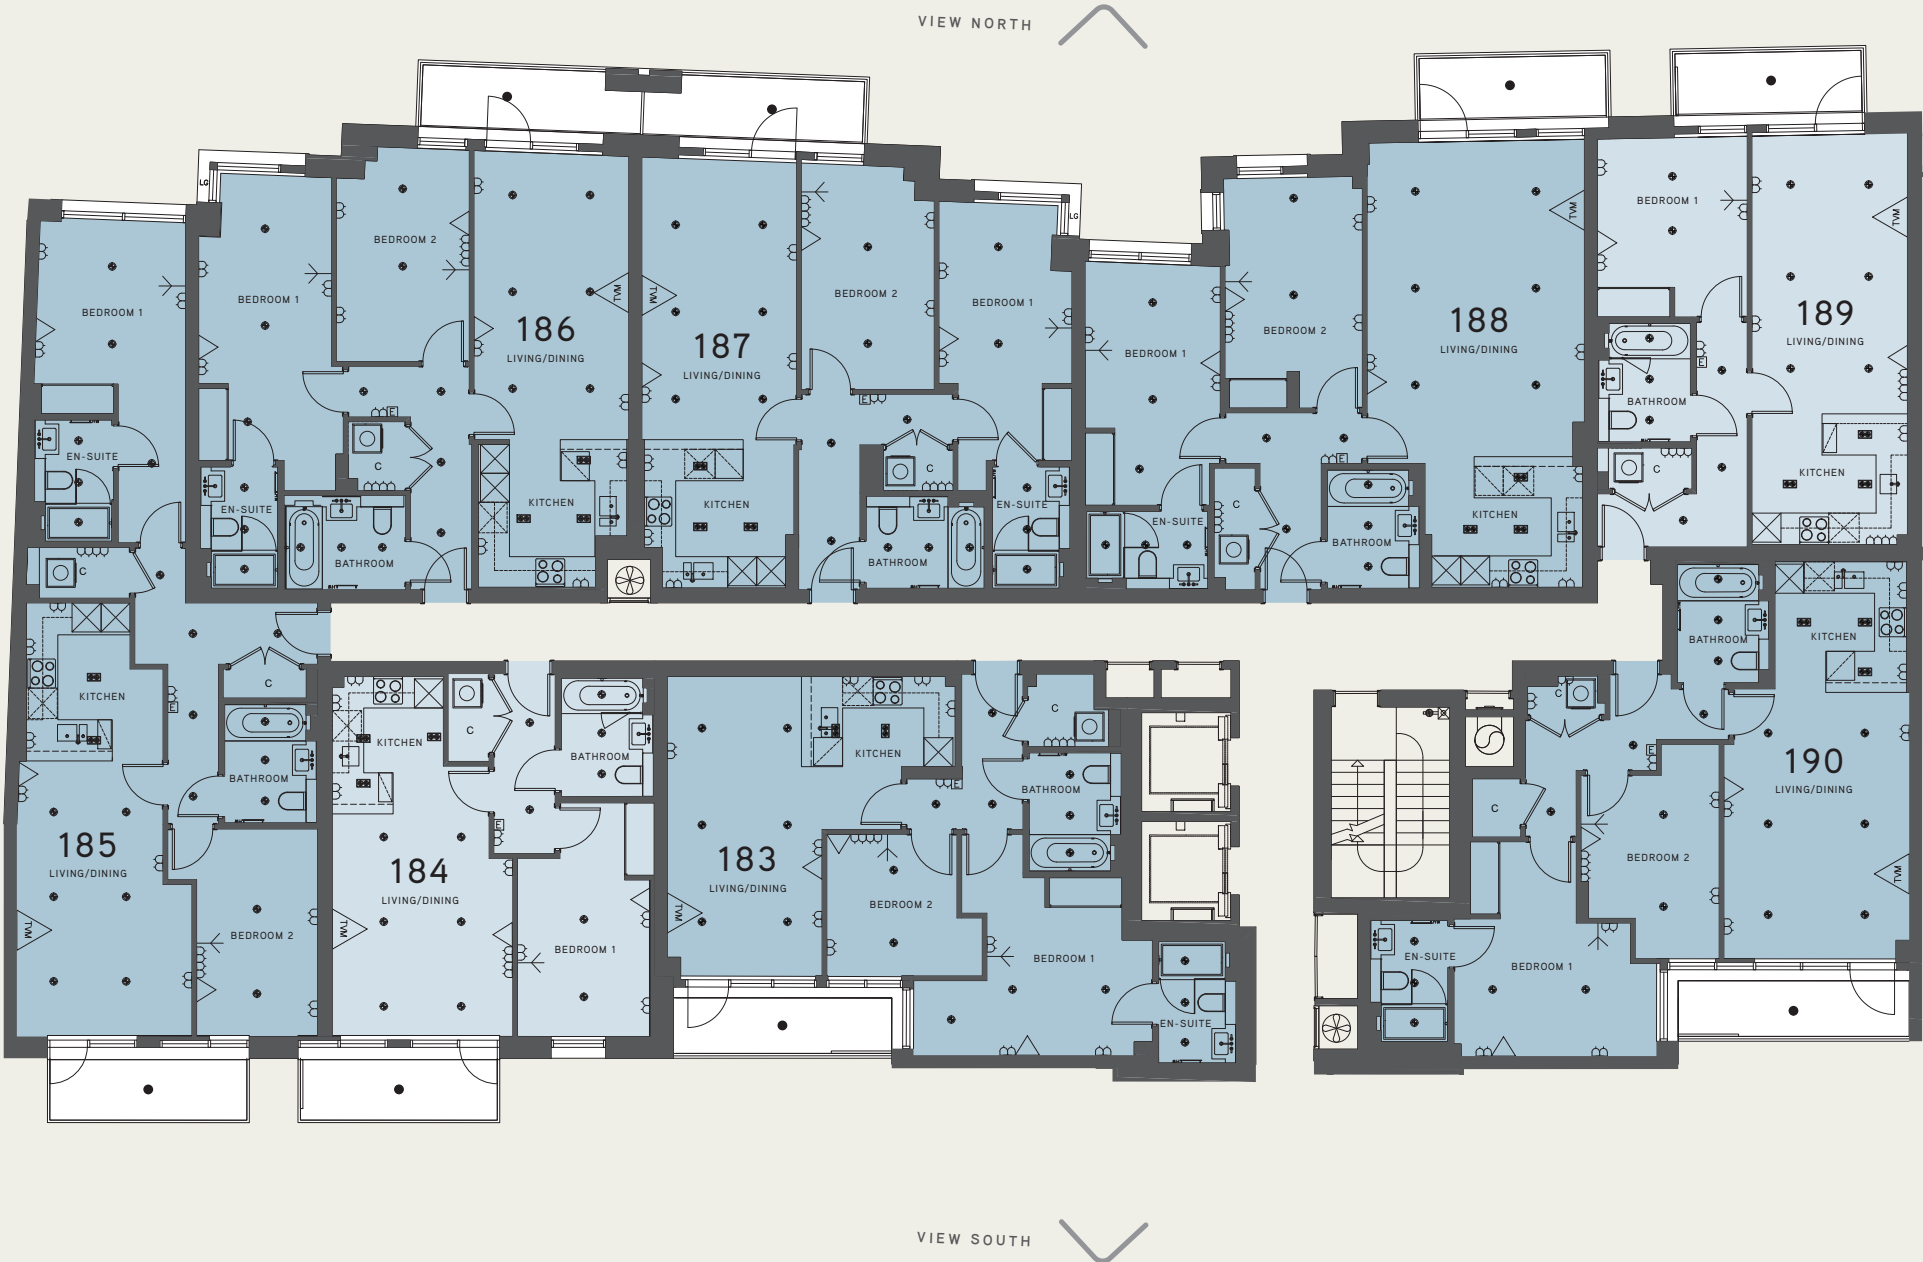 VIEW NORTH
LG
BEDROOM 1
BEDROOM 1
BEDROOM 2
186
LIVING/DINING
TVM
TVM
187
LIVING/DINING
BEDROOM 2
BEDROOM 1
LG
BEDROOM 1
BEDROOM 2
188
LIVING/DINING
TVM
BEDROOM 1
189
LIVING/DINING
TVM
EN-SUITE
EN-SUITE
E
C
BATHROOM
KITCHEN
KITCHEN
E
C
BATHROOM
EN-SUITE
EN-SUITE
C
E
BATHROOM
KITCHEN
BATHROOM
E
C
KITCHEN
C
KITCHEN
E
C
BATHROOM
185
LIVING/DINING
TVM
BEDROOM 2
KITCHEN
C
BATHROOM
E
184
LIVING/DINING
TVM
BEDROOM 1
KITCHEN
183
LIVING/DINING
TVM
E
C
BATHROOM
BEDROOM 2
BEDROOM 1
EN-SUITE
C
E
C
BATHROOM
KITCHEN
190
LIVING/DINING
TVM
BEDROOM 2
EN-SUITE
BEDROOM 1
VIEW SOUTH